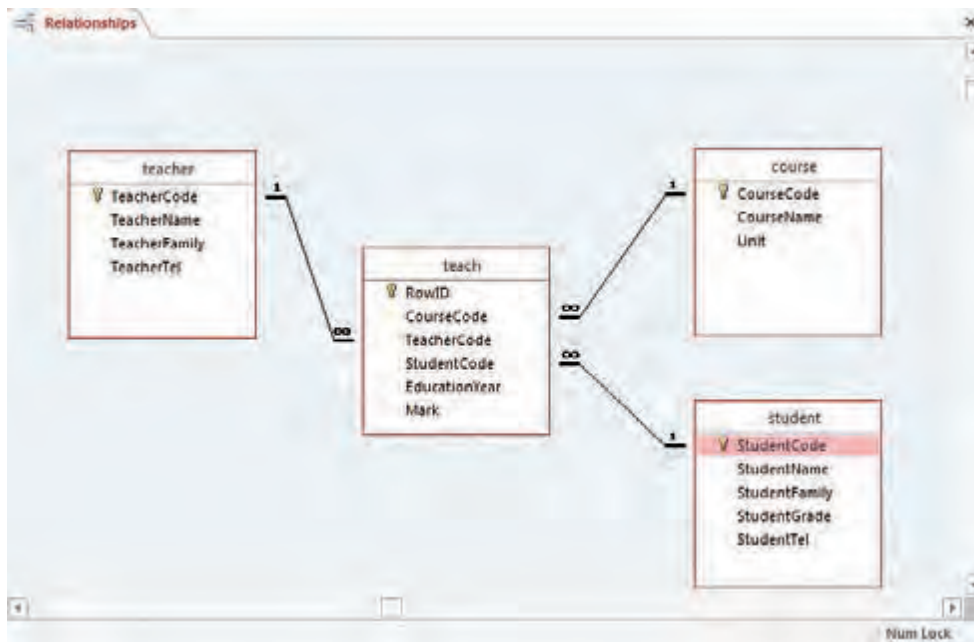 Relationships
teacher
TeacherCode
TeacherName
TeacherFamily
TeacherTel
1
∞
teach
RowID
CourseCode
TeacherCode
StudentCode
EducationYear
Mark
1
∞
course
CourseCode
CourseName
Unit
∞
1
student
StudentCode
StudentName
StudentFamily
StudentGrade
StudentTel
Num Lock